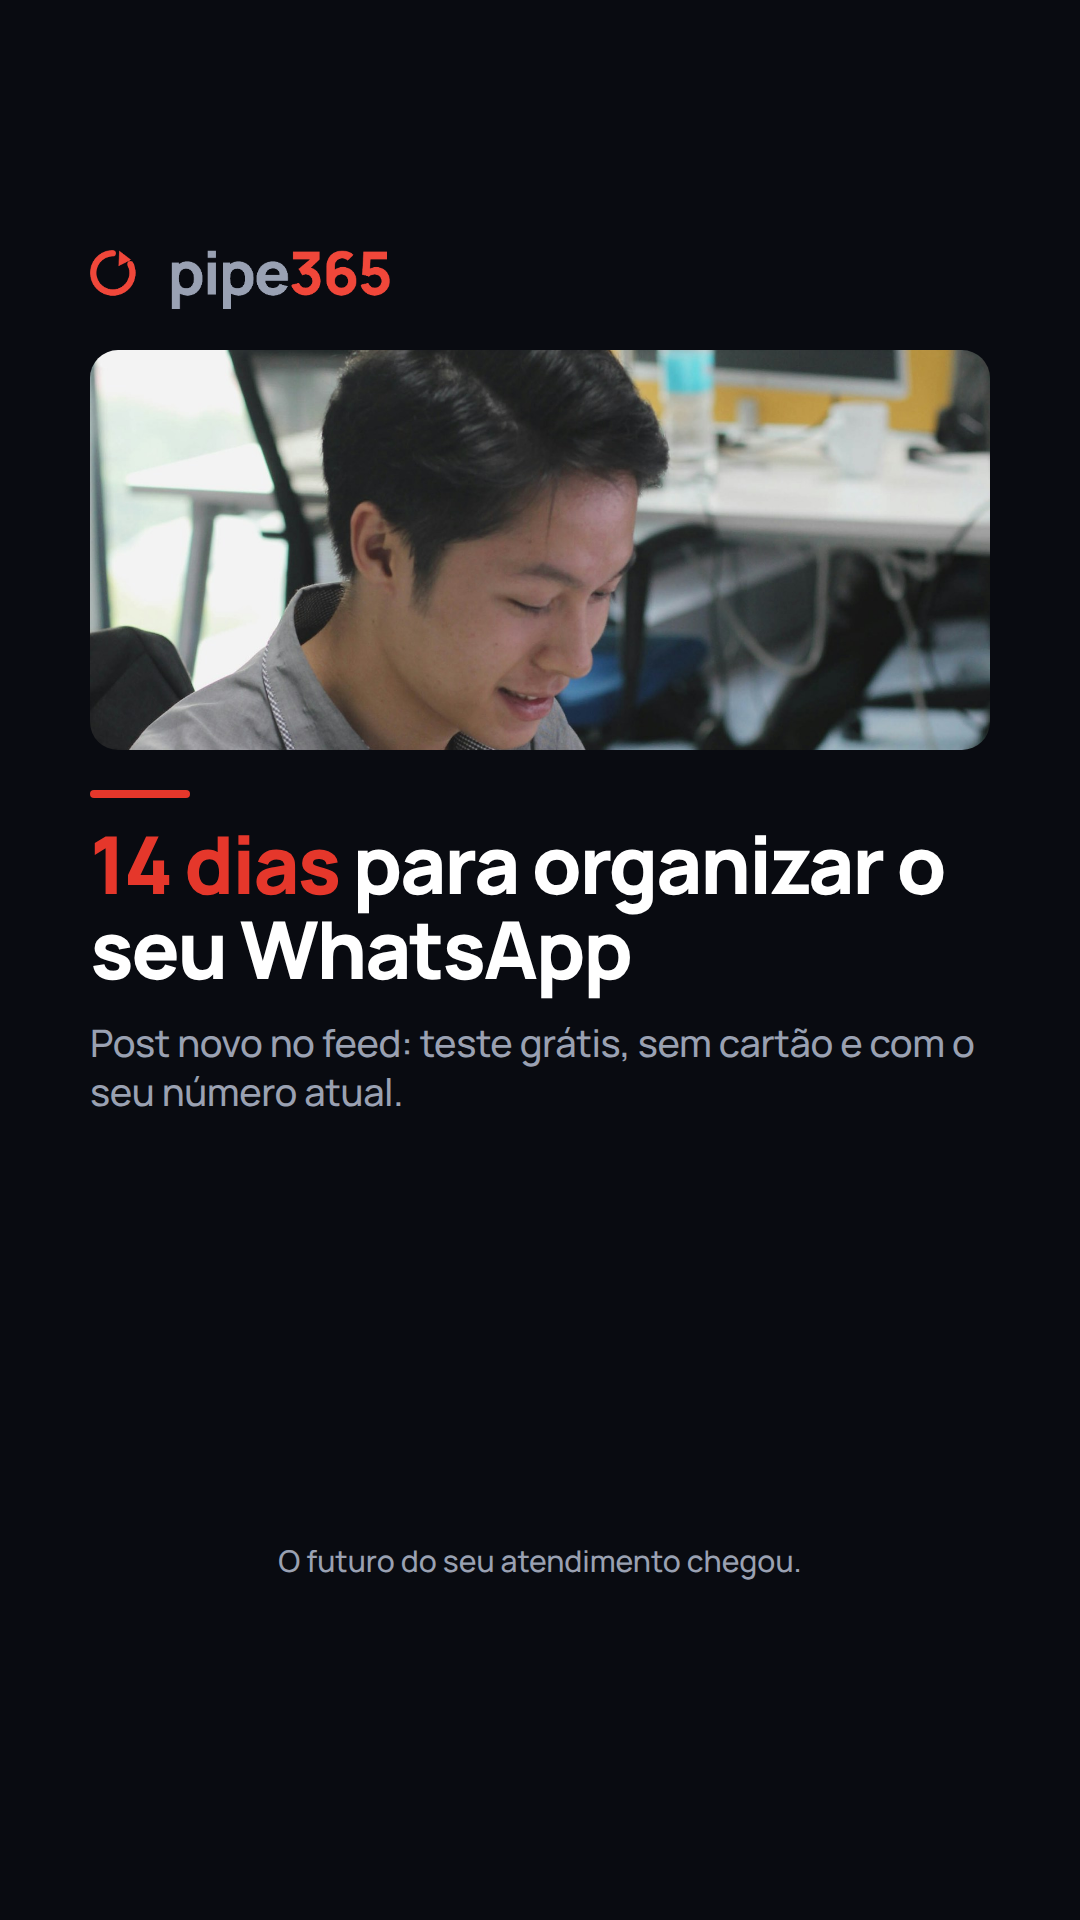 pipe365
14 dias para organizar o
seu WhatsApp
Post novo no feed: teste grátis, sem cartão e com o
seu número atual.
O futuro do seu atendimento chegou.